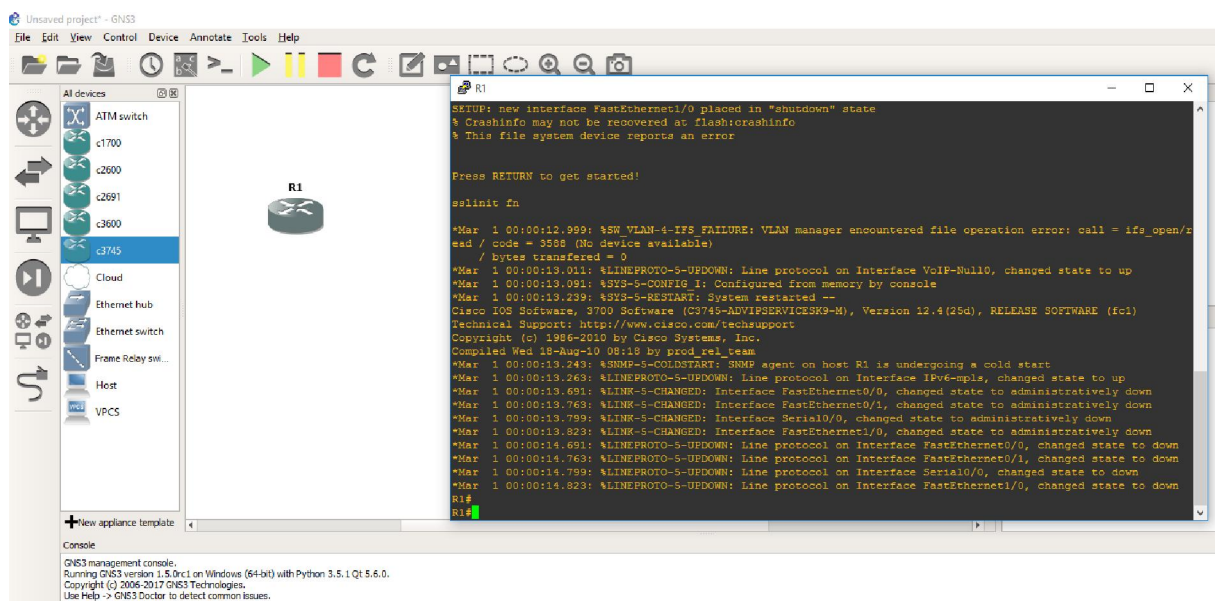 Unsaved project* - GNS3
File Edit View Control Device Annotate Tools Help
All devices
ATM switch
c1700
c2600
c2691
c3600
c3745
Cloud
Ethernet hub
Ethernet switch
Frame Relay swi...
Host
VPCS
New appliance template
R1
R1
SETUP: new interface FastEthernet1/0 placed in "shutdown" state
% Crashinfo may not be recovered at flash:crashinfo
% This file system device reports an error
Press RETURN to get started!
sslinit fn
*Mar 1 00:00:12.999: %SW_VLAN-4-IFS_FAILURE: VLAN manager encountered file operation error: call = ifs_open/r
ead / code = 3588 (No device available)
/ bytes transfered = 0
*Mar 1 00:00:13.011: %LINEPROTO-5-UPDOWN: Line protocol on Interface VoIP-Null0, changed state to up
*Mar 1 00:00:13.091: %SYS-5-CONFIG_I: Configured from memory by console
*Mar 1 00:00:13.239: %SYS-5-RESTART: System restarted --
Cisco IOS Software, 3700 Software (C3745-ADVIPSERVICESK9-M), Version 12.4(25d), RELEASE SOFTWARE (fc1)
Technical Support: http://www.cisco.com/techsupport
Copyright (c) 1986-2010 by Cisco Systems, Inc.
Compiled Wed 18-Aug-10 08:18 by prod_rel_team
*Mar 1 00:00:13.243: %SNMP-5-COLDSTART: SNMP agent on host R1 is undergoing a cold start
*Mar 1 00:00:13.263: %LINEPROTO-5-UPDOWN: Line protocol on Interface IPv6-mpls, changed state to up
*Mar 1 00:00:13.691: %LINK-5-CHANGED: Interface FastEthernet0/0, changed state to administratively down
*Mar 1 00:00:13.763: %LINK-5-CHANGED: Interface FastEthernet0/1, changed state to administratively down
*Mar 1 00:00:13.799: %LINK-5-CHANGED: Interface Serial0/0, changed state to administratively down
*Mar 1 00:00:13.823: %LINK-5-CHANGED: Interface FastEthernet1/0, changed state to administratively down
*Mar 1 00:00:14.691: %LINEPROTO-5-UPDOWN: Line protocol on Interface FastEthernet0/0, changed state to down
*Mar 1 00:00:14.763: %LINEPROTO-5-UPDOWN: Line protocol on Interface FastEthernet0/1, changed state to down
*Mar 1 00:00:14.799: %LINEPROTO-5-UPDOWN: Line protocol on Interface Serial0/0, changed state to down
*Mar 1 00:00:14.823: %LINEPROTO-5-UPDOWN: Line protocol on Interface FastEthernet1/0, changed state to down
R1#
R1#
Console
GNS3 management console.
Running GNS3 version 1.5.0rc1 on Windows (64-bit) with Python 3.5.1 Qt 5.6.0.
Copyright (c) 2006-2017 GNS3 Technologies.
Use Help -> GNS3 Doctor to detect common issues.